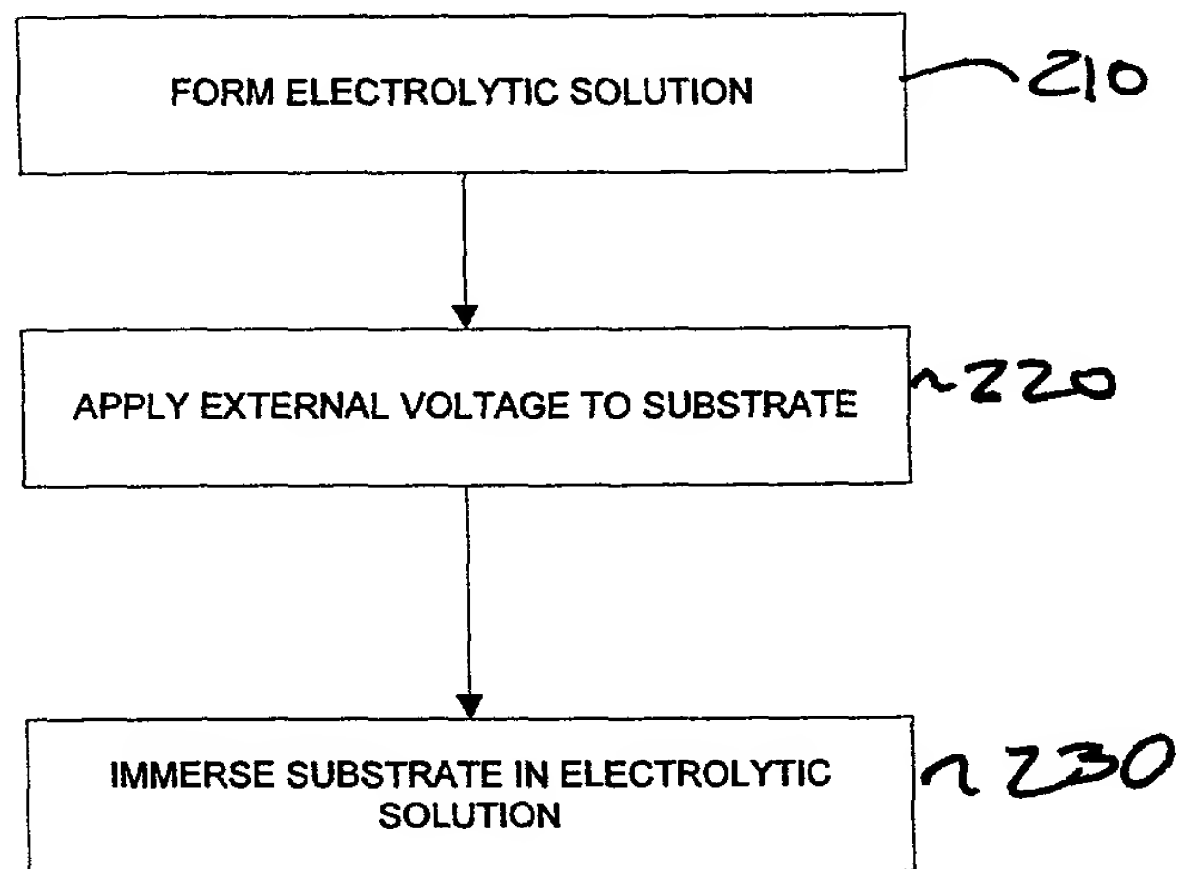 FORM ELECTROLYTIC SOLUTION
210
APPLY EXTERNAL VOLTAGE TO SUBSTRATE
220
IMMERSE SUBSTRATE IN ELECTROLYTIC
SOLUTION
230